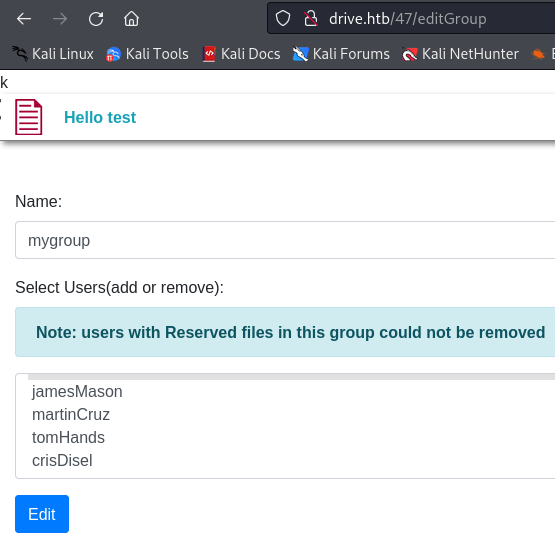 drive.htb/47/editGroup
Kali Linux Kali Tools Kali Docs Kali Forums Kali NetHunter
k
Hello test
Name:
mygroup
Select Users(add or remove):
Note: users with Reserved files in this group could not be removed
jamesMason
martinCruz
tomHands
crisDisel
Edit